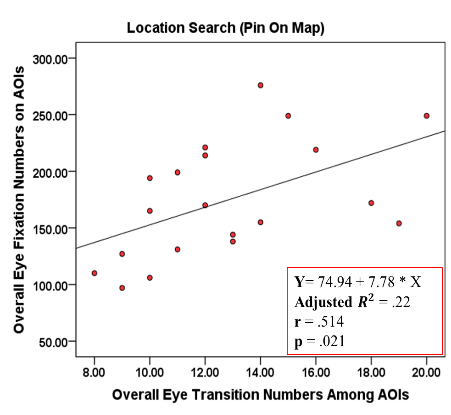 Location Search (Pin On Map)
Overall Eye Fixation Numbers on AOIs
300.00
250.00
200.00
150.00
100.00
50.00
Y= 74.94 + 7.78 * X
Adjusted R² = .22
r = .514
p = .021
8.00 10.00 12.00 14.00 16.00 18.00 20.00
Overall Eye Transition Numbers Among AOIs